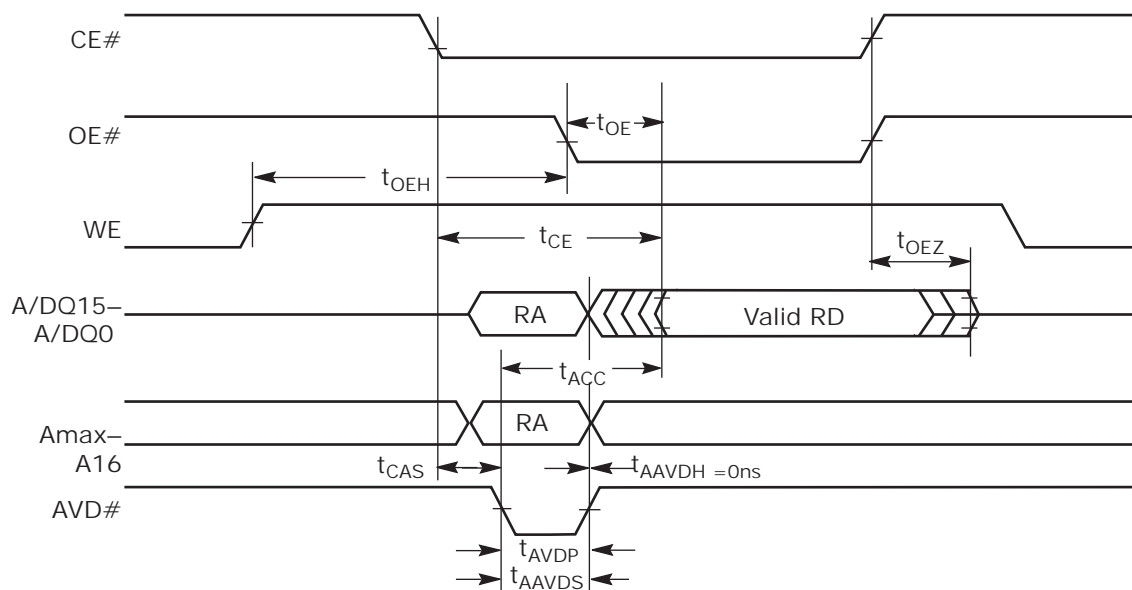 CE#
OE#
tOE
tOEH
WE
tCE
tOEZ
A/DQ15–
A/DQ0
RA
Valid RD
tACC
Amax–
A16
RA
tCAS
tAAVDH =0ns
AVD#
tAVDP
tAAVDS